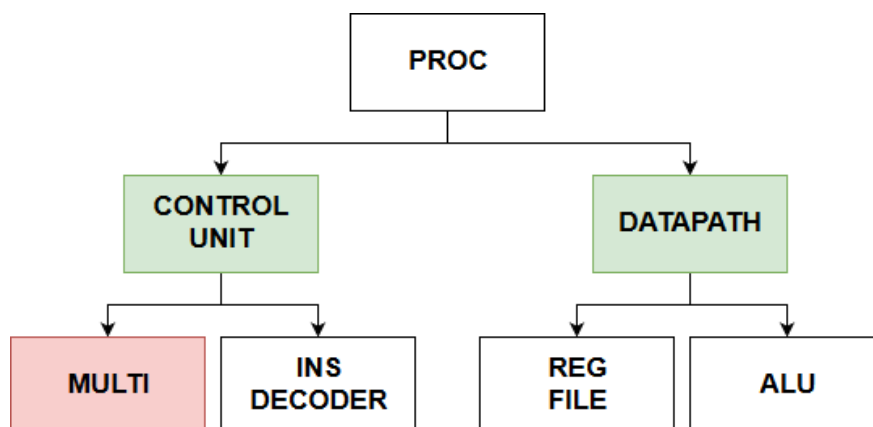 PROC
CONTROL
UNIT
DATAPATH
MULTI
INS
DECODER
REG
FILE
ALU